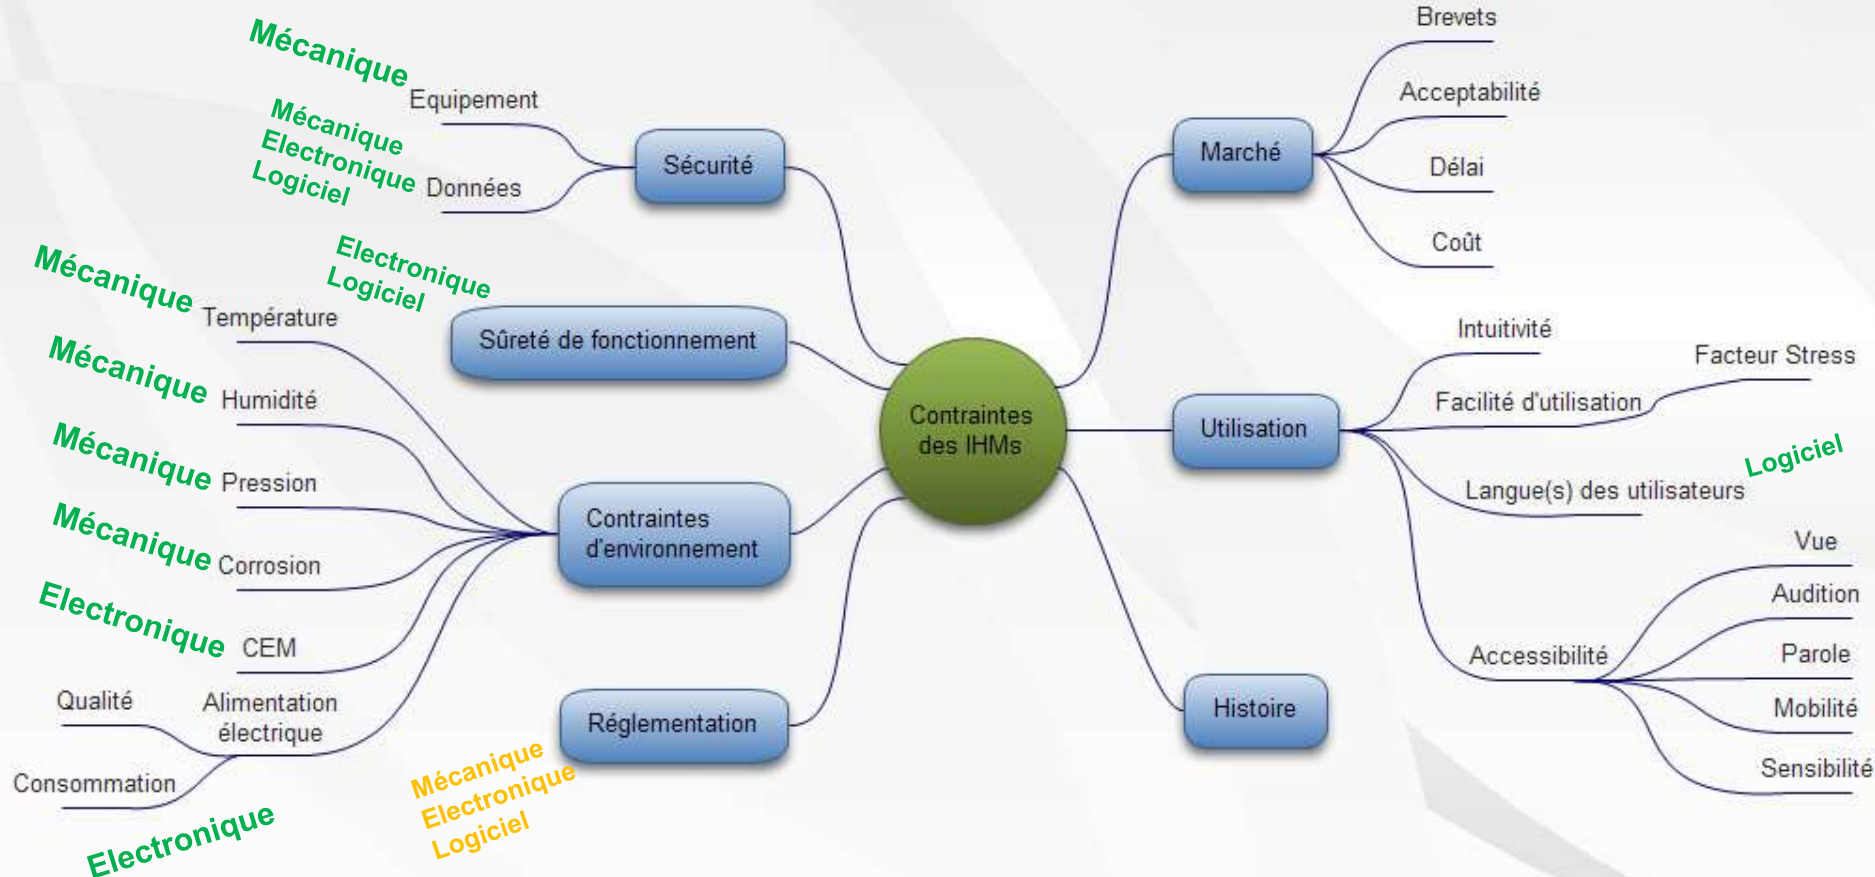 Mécanique
Equipement
Mécanique
Electronique
Logiciel
Données
Sécurité
Electronique
Logiciel
Sûreté de fonctionnement
Mécanique
Température
Mécanique
Humidité
Mécanique
Pression
Mécanique
Corrosion
Electronique
CEM
Qualité
Alimentation
électrique
Consommation
Electronique
Contraintes
d'environnement
Réglementation
Mécanique
Electronique
Logiciel
Contraintes
des IHMs
Marché
Brevets
Acceptabilité
Délai
Coût
Utilisation
Intuitivité
Facilité d'utilisation
Facteur Stress
Langue(s) des utilisateurs
Logiciel
Accessibilité
Vue
Audition
Parole
Mobilité
Sensibilité
Histoire